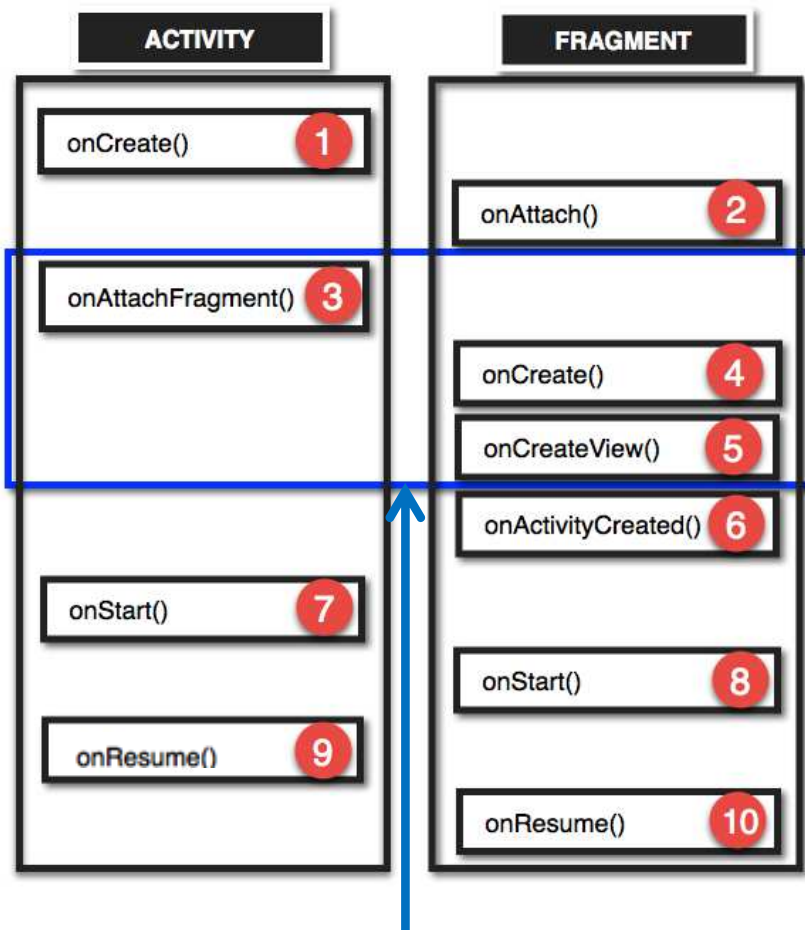 ACTIVITY
FRAGMENT
onCreate() 1
onAttach() 2
onAttachFragment() 3
onCreate() 4
onCreateView() 5
onActivityCreated() 6
onStart() 7
onStart() 8
onResume() 9
onResume() 10